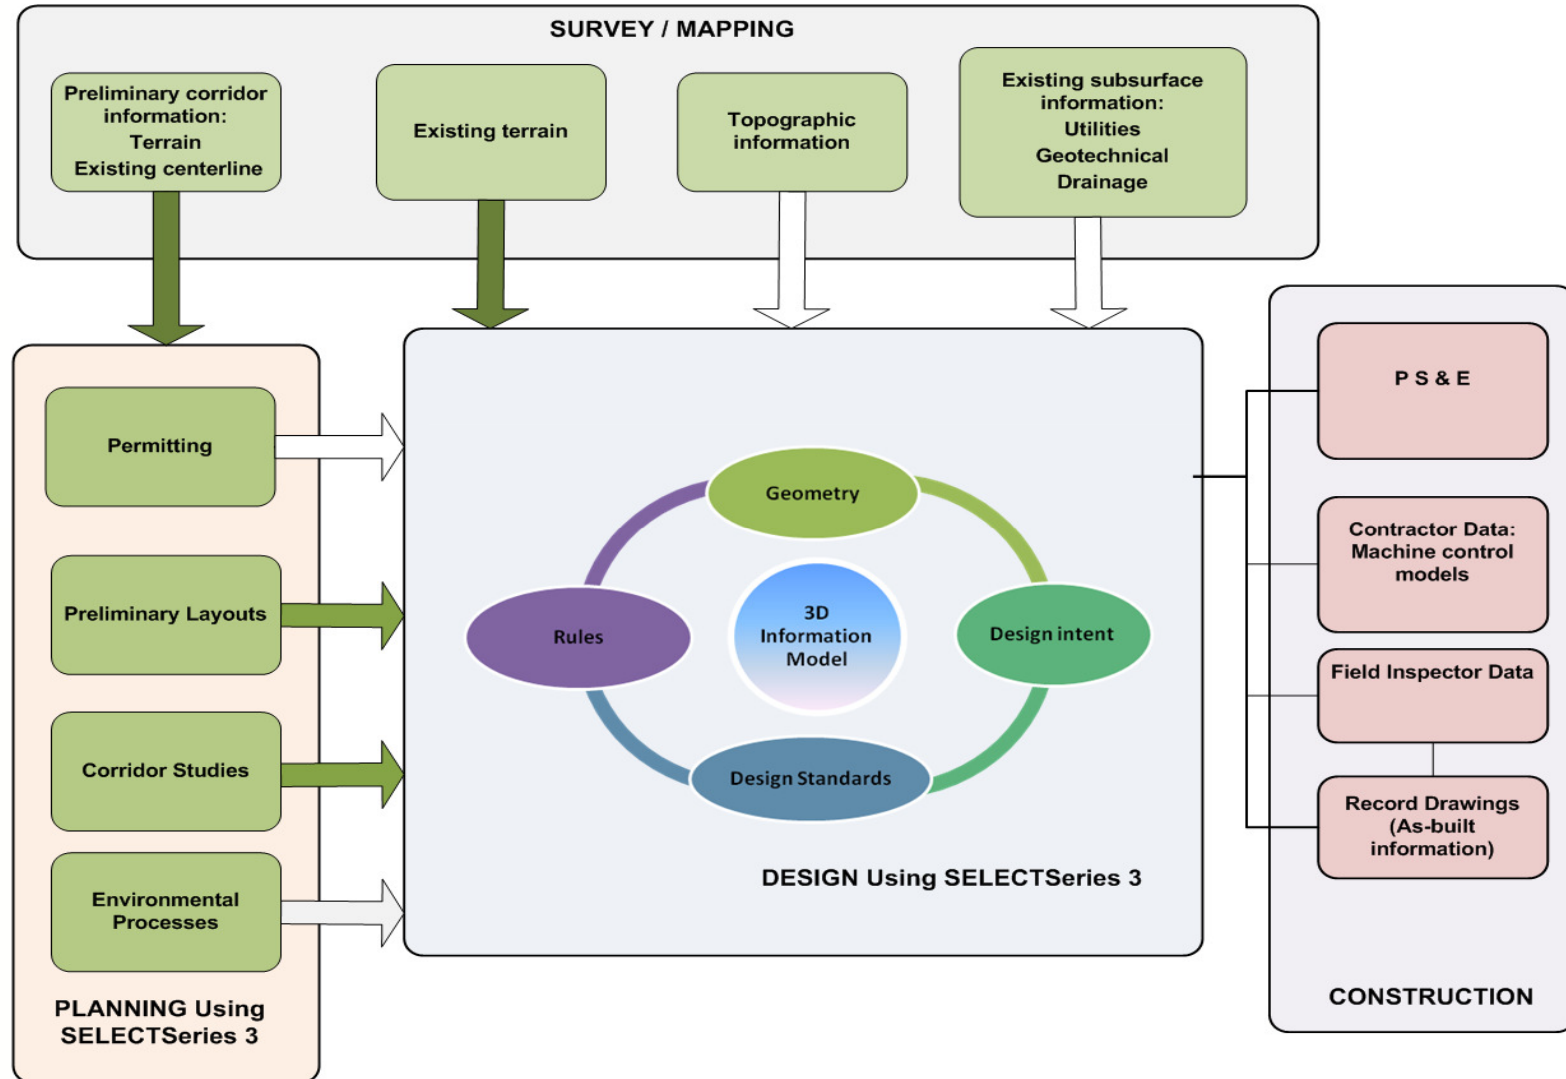 SURVEY / MAPPING
Preliminary corridor
information:
Terrain
Existing centerline
Existing terrain
Topographic
information
Existing subsurface
information:
Utilities
Geotechnical
Drainage
Permitting
Preliminary Layouts
Corridor Studies
Environmental
Processes
PLANNING Using
SELECTSeries 3
Geometry
Rules
3D
Information
Model
Design intent
Design Standards
DESIGN Using SELECTSeries 3
P S & E
Contractor Data:
Machine control
models
Field Inspector Data
Record Drawings
(As-built
information)
CONSTRUCTION